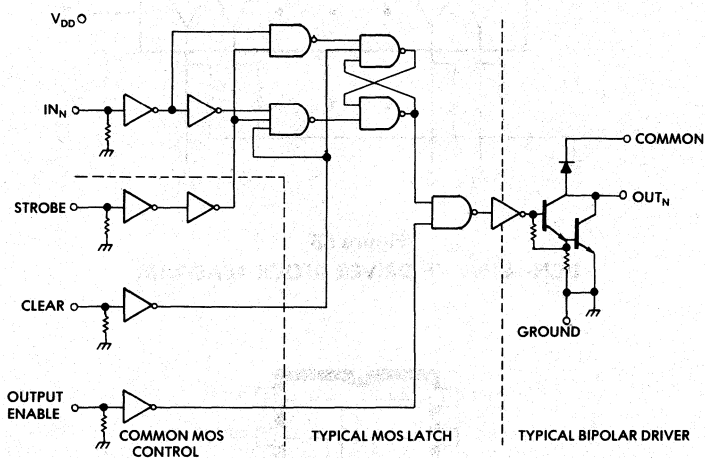 VDD
INN
STROBE
CLEAR
OUTPUT
ENABLE
COMMON MOS
CONTROL
TYPICAL MOS LATCH
TYPICAL BIPOLAR DRIVER
COMMON
OUTN
GROUND